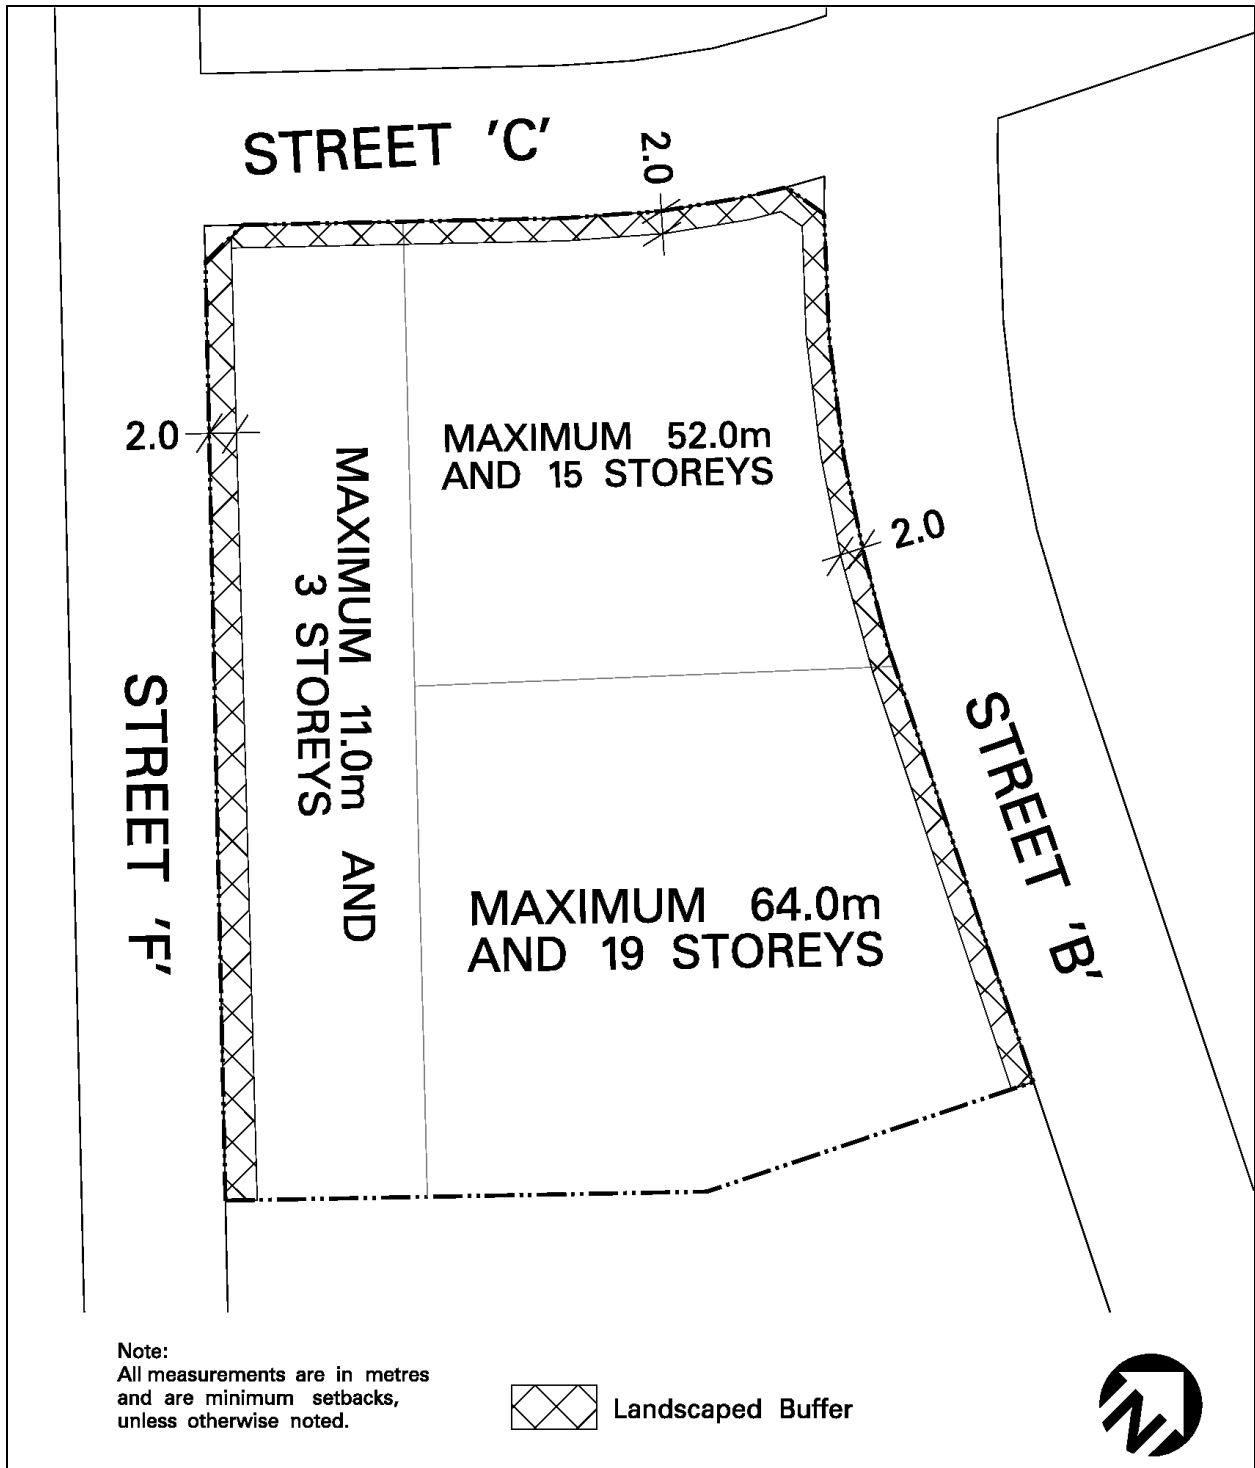 STREET 'C'
2.0
2.0
MAXIMUM 52.0m
AND 15 STOREYS
MAXIMUM 11.0m AND
3 STOREYS
2.0
STREET 'F'
STREET 'B'
MAXIMUM 64.0m
AND 19 STOREYS
Note:
All measurements are in metres
and are minimum setbacks,
unless otherwise noted.
Landscaped Buffer
N